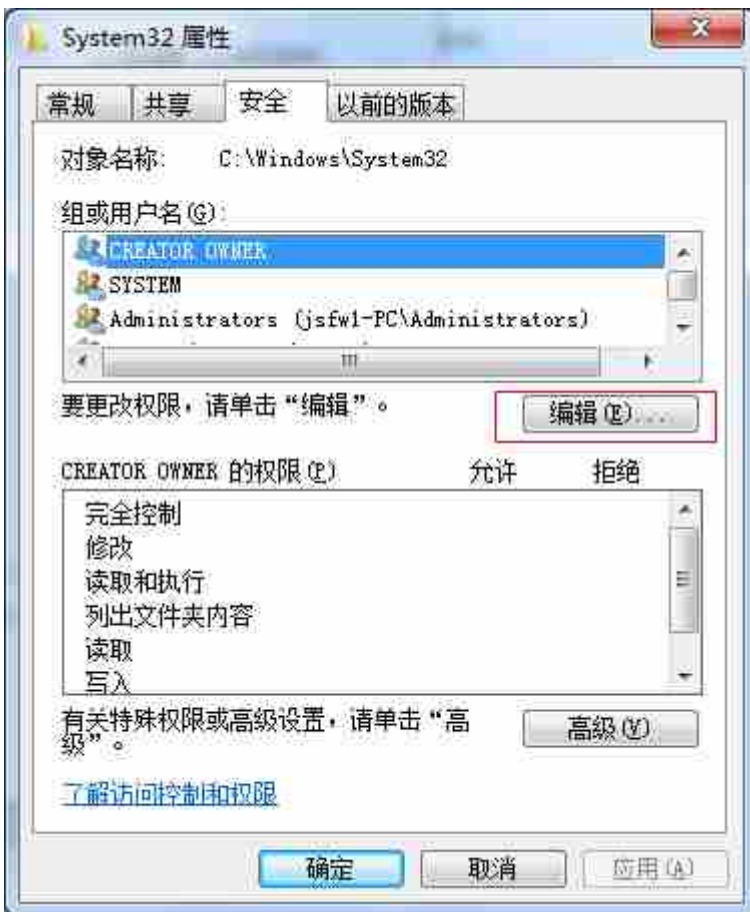 System32 属性
常规 共享 安全 以前的版本
对象名称: C:\Windows\System32
组或用户名(G):
CREATOR OWNER
SYSTEM
Administrators (jsfw1-PC\Administrators)
要更改权限，请单击“编辑”。 编辑(E)...
CREATOR OWNER 的权限(P) 允许 拒绝
完全控制
修改
读取和执行
列出文件夹内容
读取
写入
有关特殊权限或高级设置，请单击“高
级”。 高级(V)
了解访问控制和权限
确定 取消 应用(A)